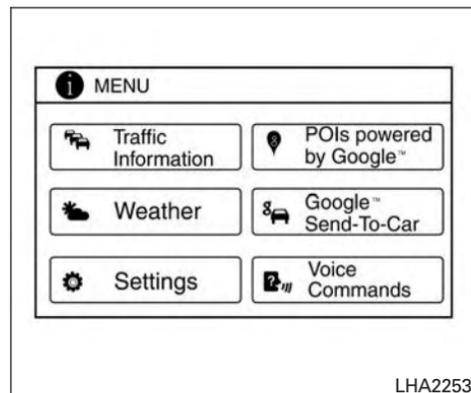 i MENU
Traffic
Information
POIs powered
by Google™
Weather
Google™
Send-To-Car
Settings
Voice
Commands
LHA2253